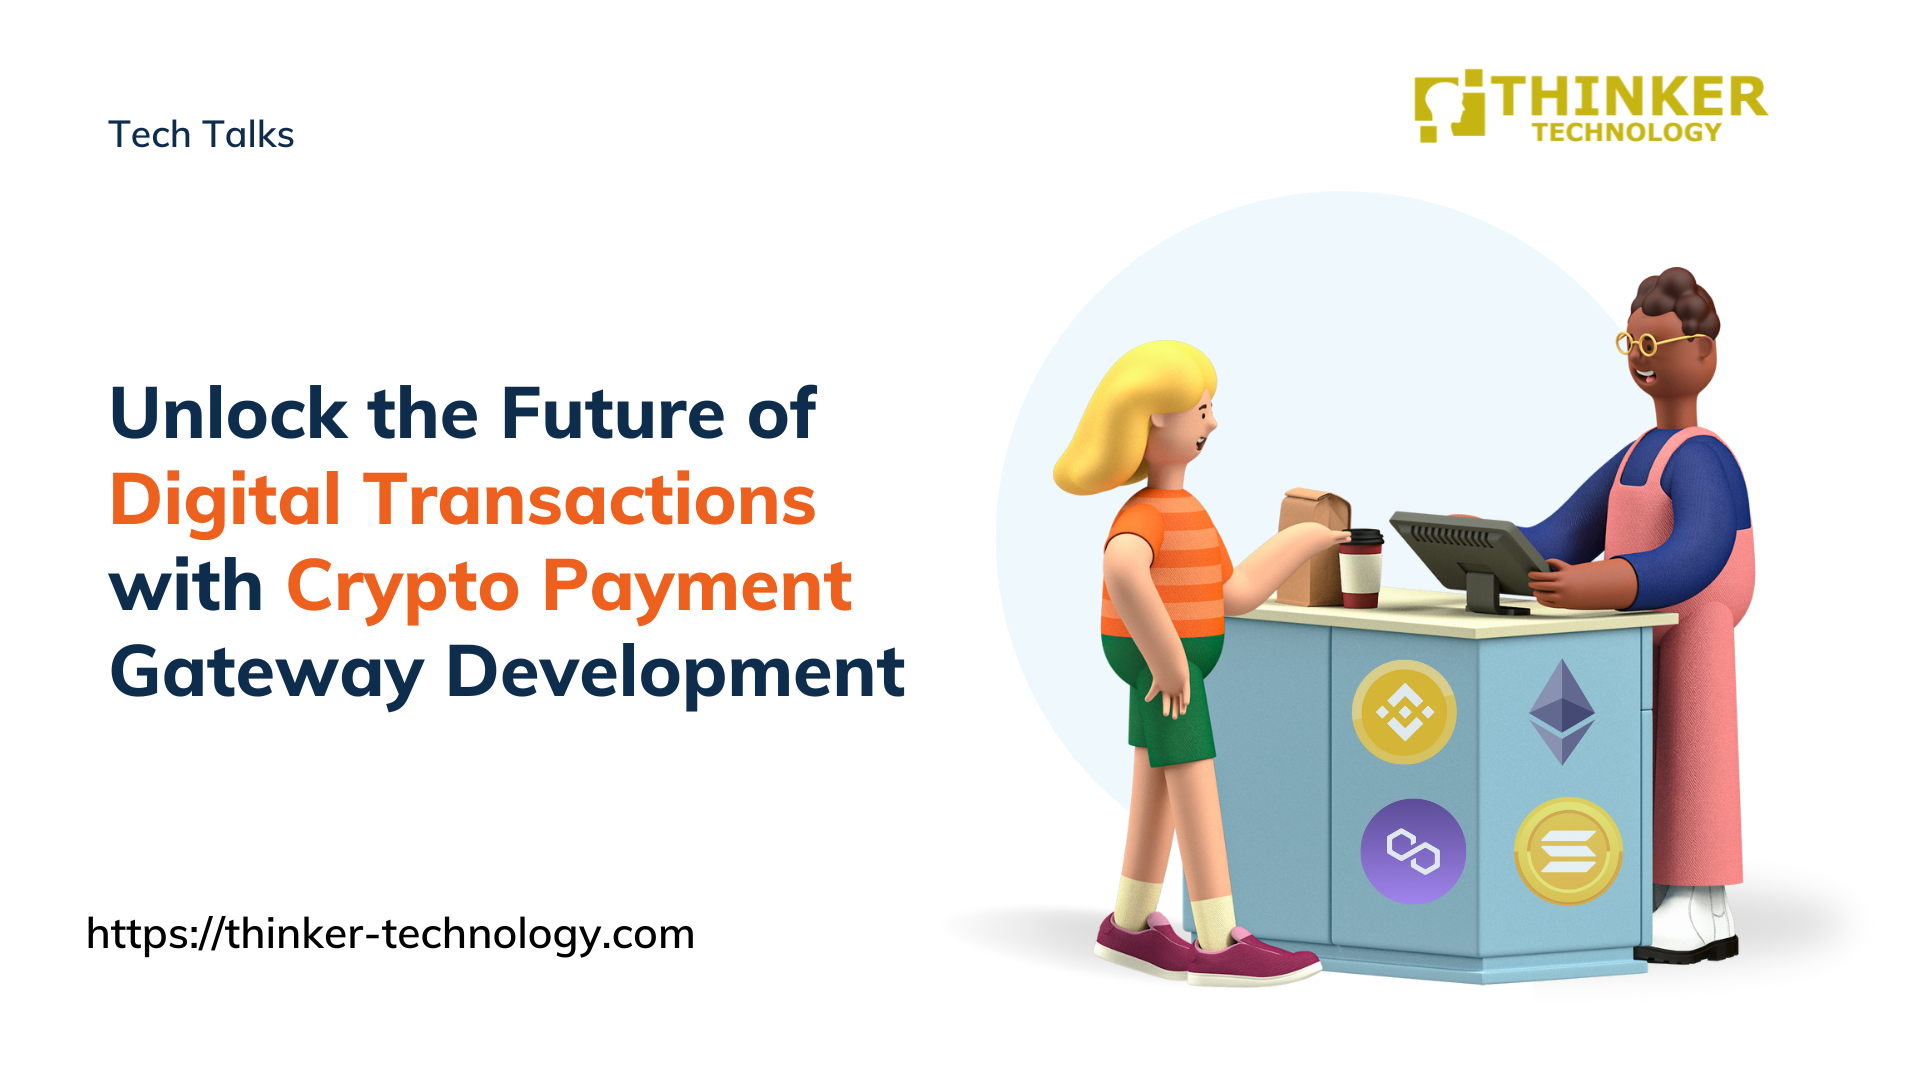 Tech Talks
THINKER
TECHNOLOGY
Unlock the Future of
Digital Transactions
with Crypto Payment
Gateway Development
https://thinker-technology.com